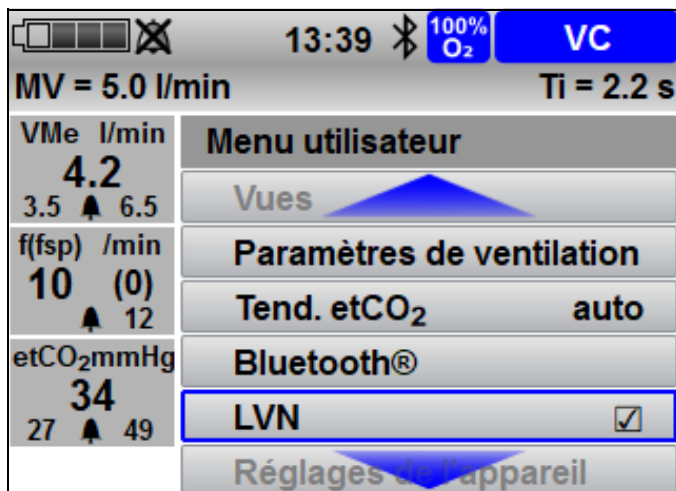 13:39 100% O₂ VC
MV = 5.0 l/min Ti = 2.2 s
VMe l/min
4.2
3.5 6.5
f(fsp) /min
10 (0)
12
etCO₂mmHg
34
27 49
Menu utilisateur
Vues
Paramètres de ventilation
Tend. etCO₂ auto
Bluetooth®
LVN ☑
Réglages de l'appareil